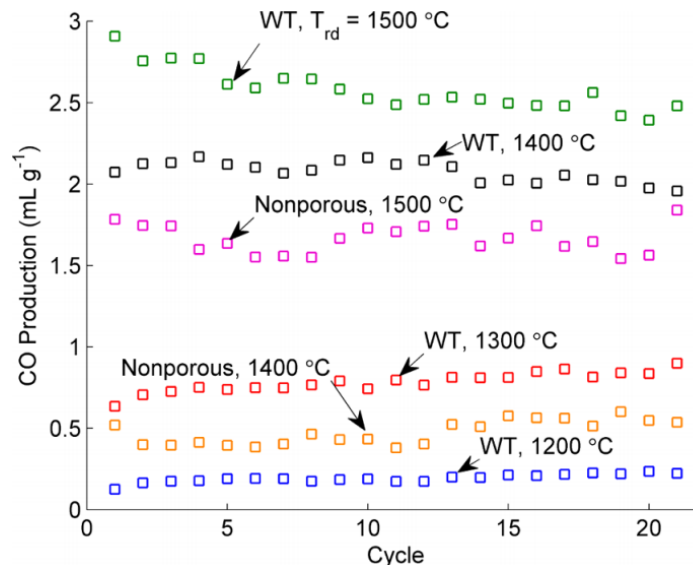 3
WT, T_rd = 1500 °C
2.5
WT, 1400 °C
2
Nonporous, 1500 °C
1.5
CO Production (mL g⁻¹)
WT, 1300 °C
1
Nonporous, 1400 °C
0.5
WT, 1200 °C
0
0 5 10 15 20
Cycle